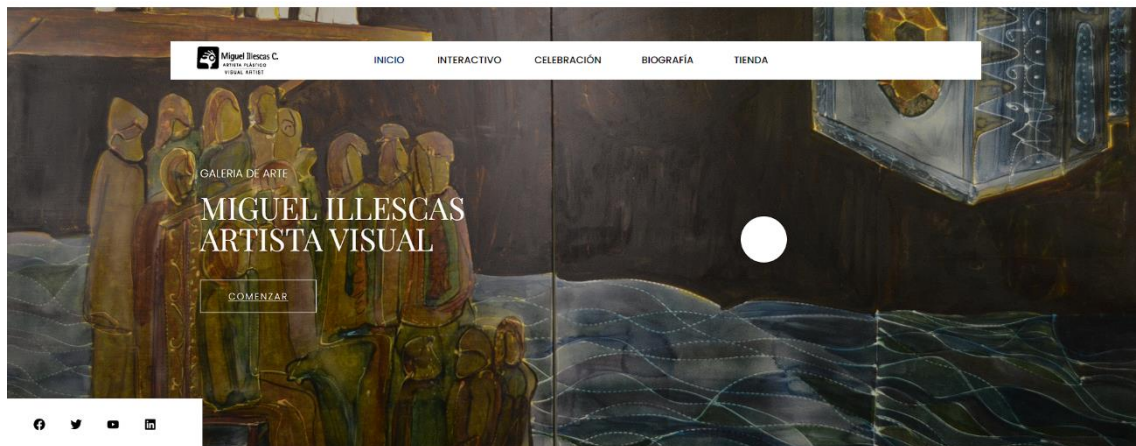 Miguel Illescas C.
ARTISTA PLÁSTICO
VISUAL ARTIST
INICIO
INTERACTIVO
CELEBRACIÓN
BIOGRAFÍA
TIENDA
GALERIA DE ARTE
MIGUEL ILLESCAS
ARTISTA VISUAL
COMENZAR